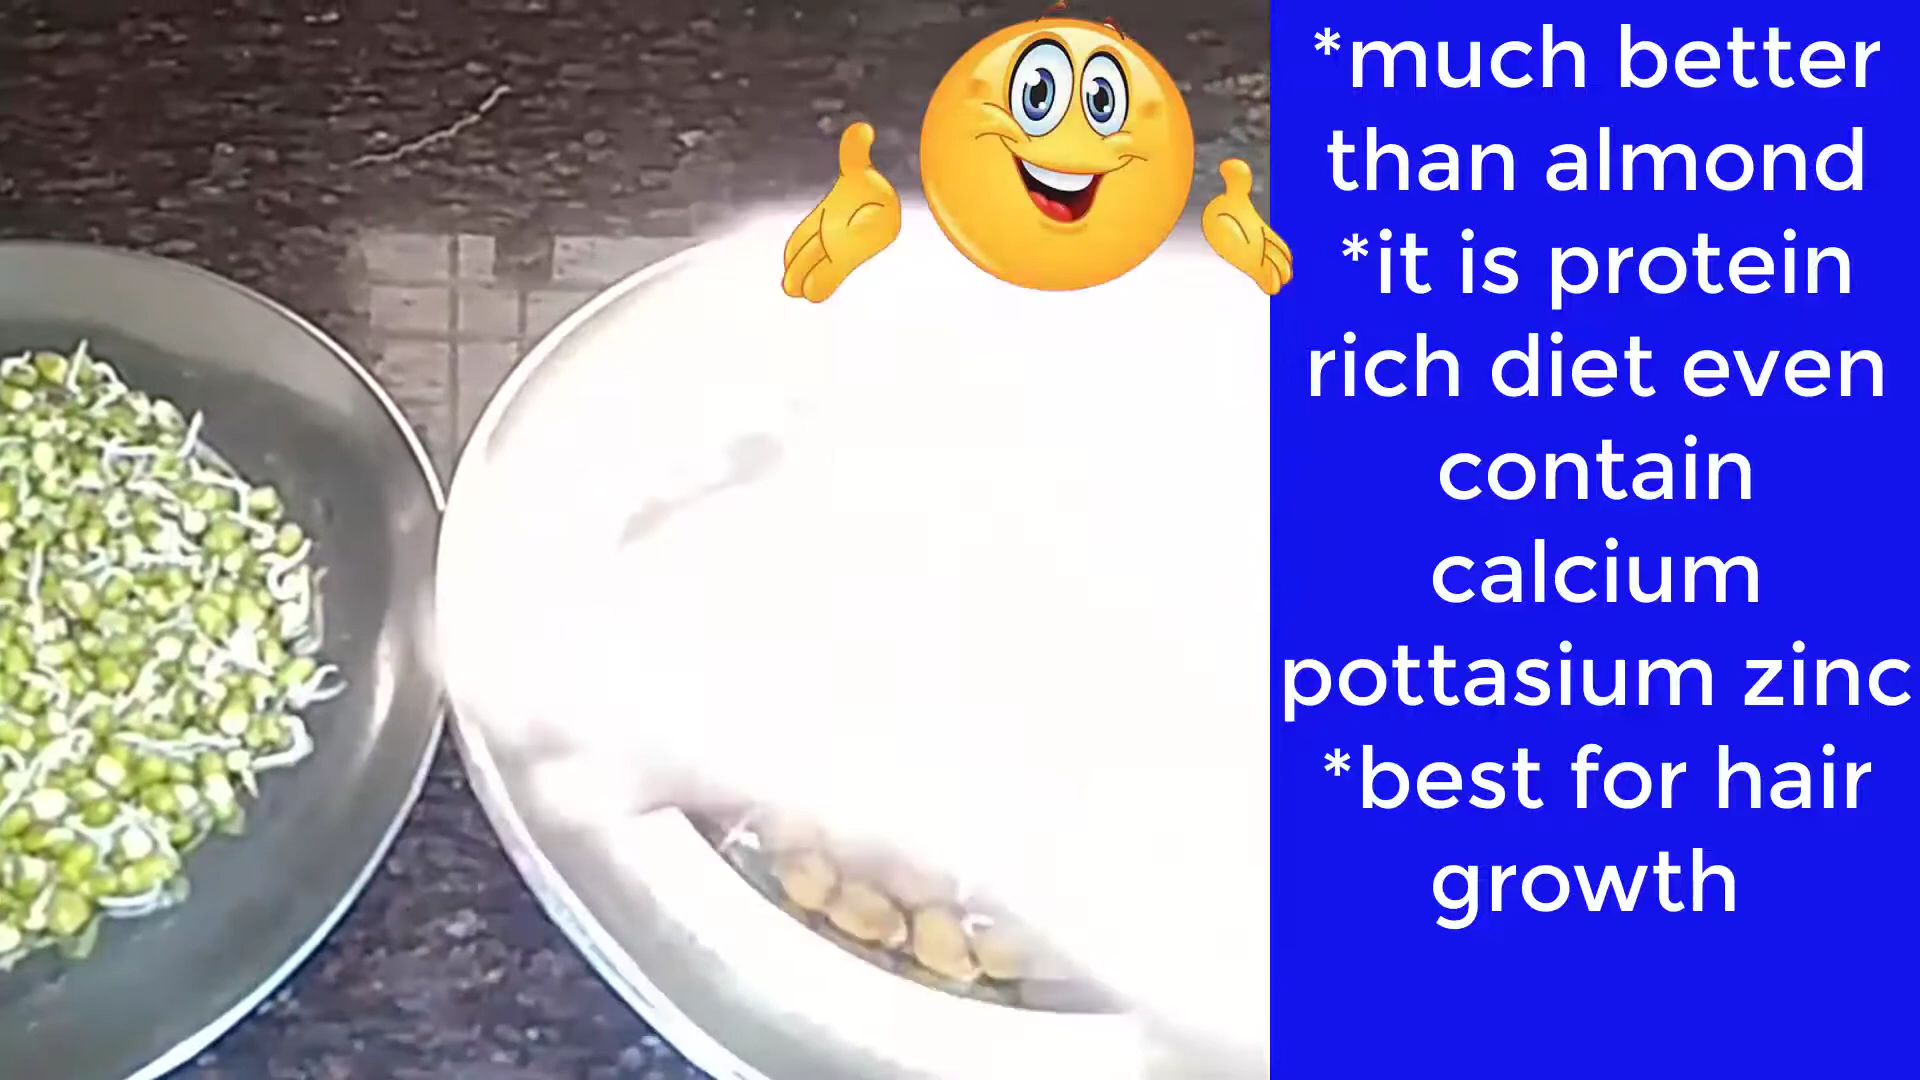 *much better
than almond
*it is protein
rich diet even
contain
calcium
pottasium zinc
*best for hair
growth